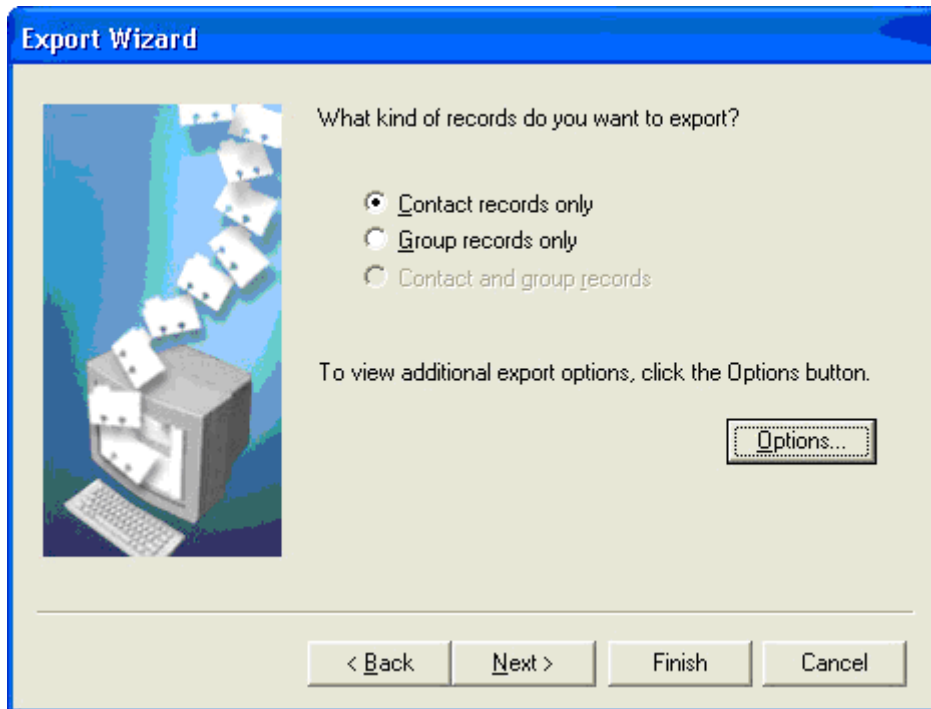 Export Wizard
What kind of records do you want to export?
Contact records only
Group records only
Contact and group records
To view additional export options, click the Options button.
Options...
< Back
Next >
Finish
Cancel